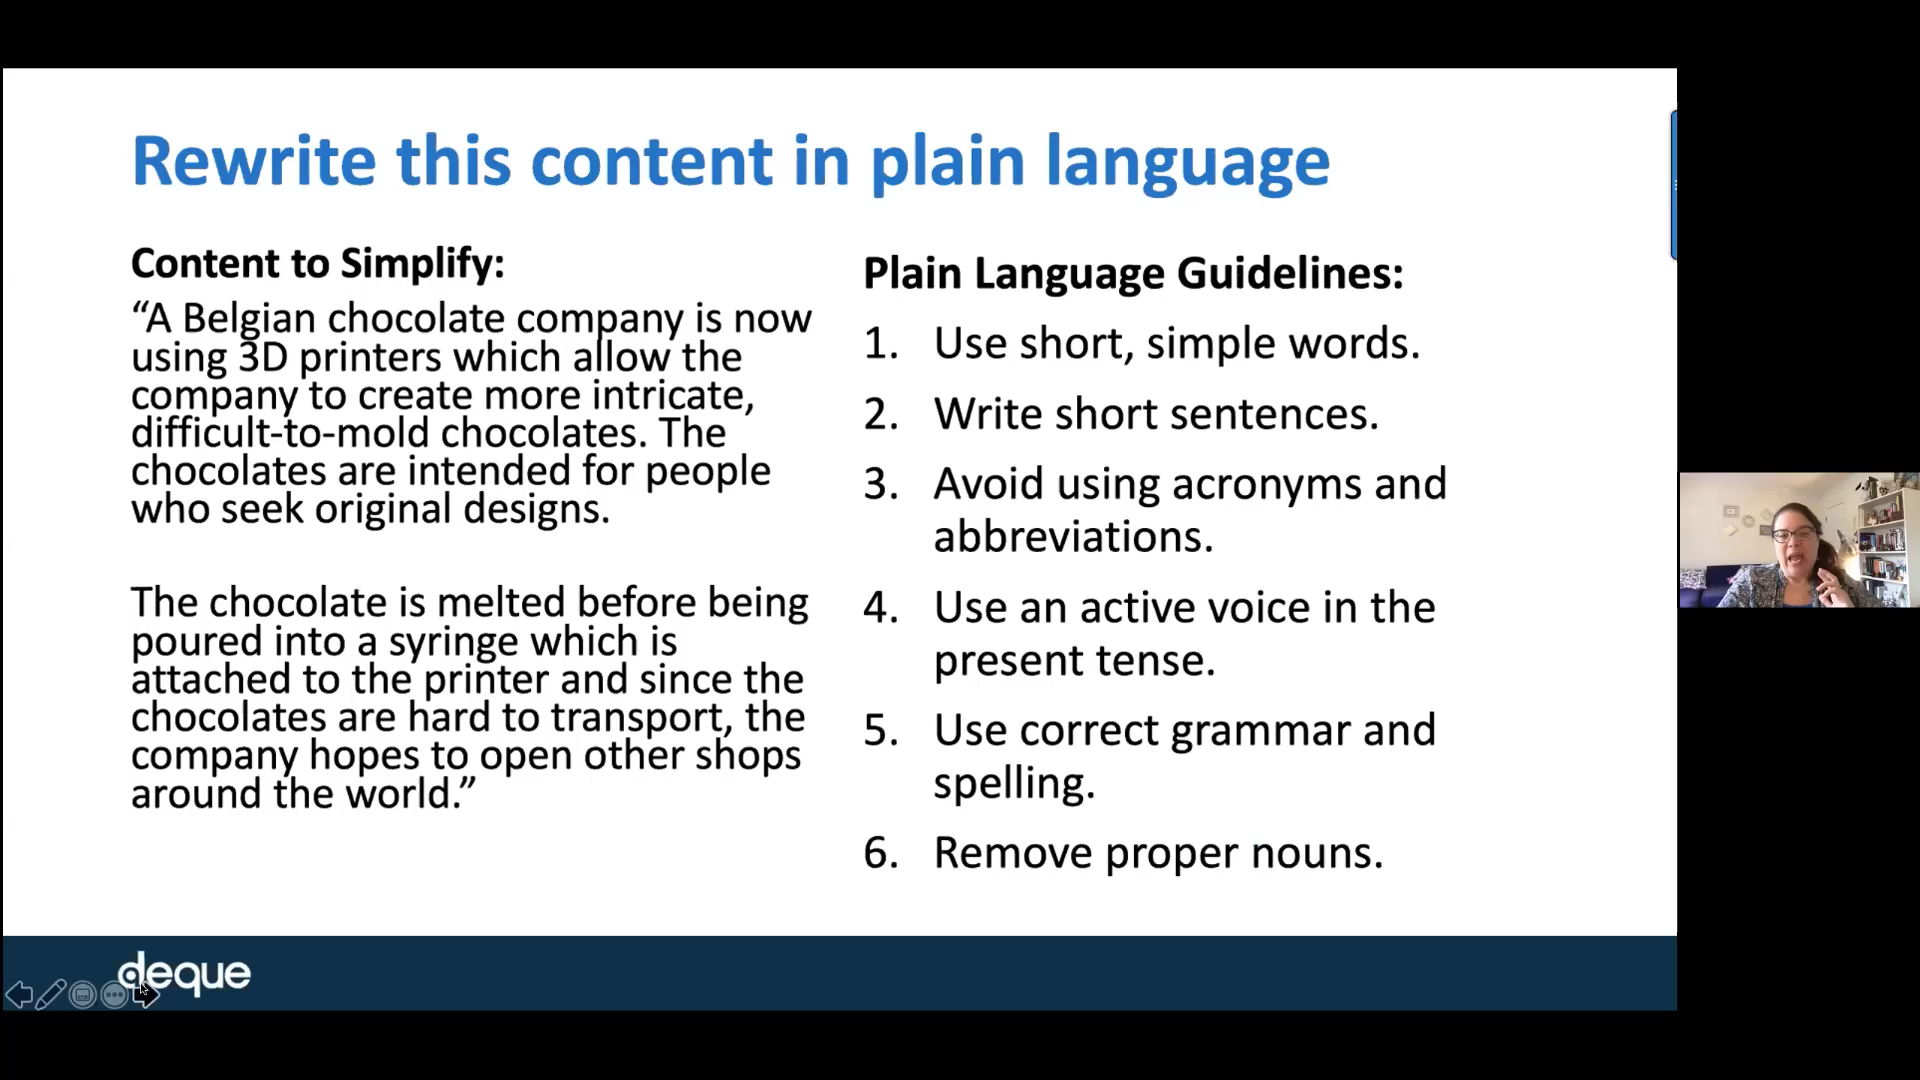 Rewrite this content in plain language
Content to Simplify:
“A Belgian chocolate company is now
using 3D printers which allow the
company to create more intricate,
difficult-to-mold chocolates. The
chocolates are intended for people
who seek original designs.
The chocolate is melted before being
poured into a syringe which is
attached to the printer and since the
chocolates are hard to transport, the
company hopes to open other shops
around the world.”
Plain Language Guidelines:
1. Use short, simple words.
2. Write short sentences.
3. Avoid using acronyms and
abbreviations.
4. Use an active voice in the
present tense.
5. Use correct grammar and
spelling.
6. Remove proper nouns.
deque